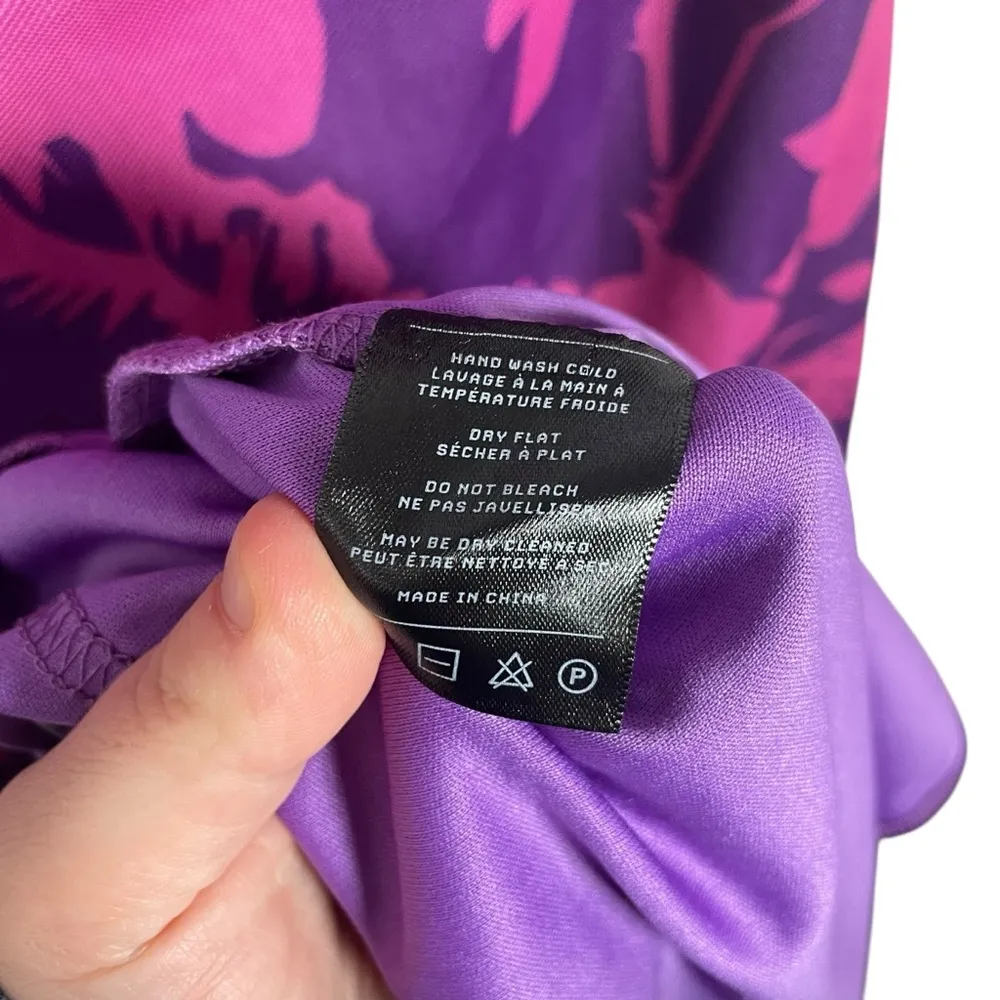 HAND WASH COLD
LAVAGE À LA MAIN À
TEMPÉRATURE FROIDE
DRY FLAT
SÉCHER À PLAT
DO NOT BLEACH
NE PAS JAVELLISER
MAY BE DRY CLEANED
PEUT ÊTRE NETTOYÉ À SEC
MADE IN CHINA
P